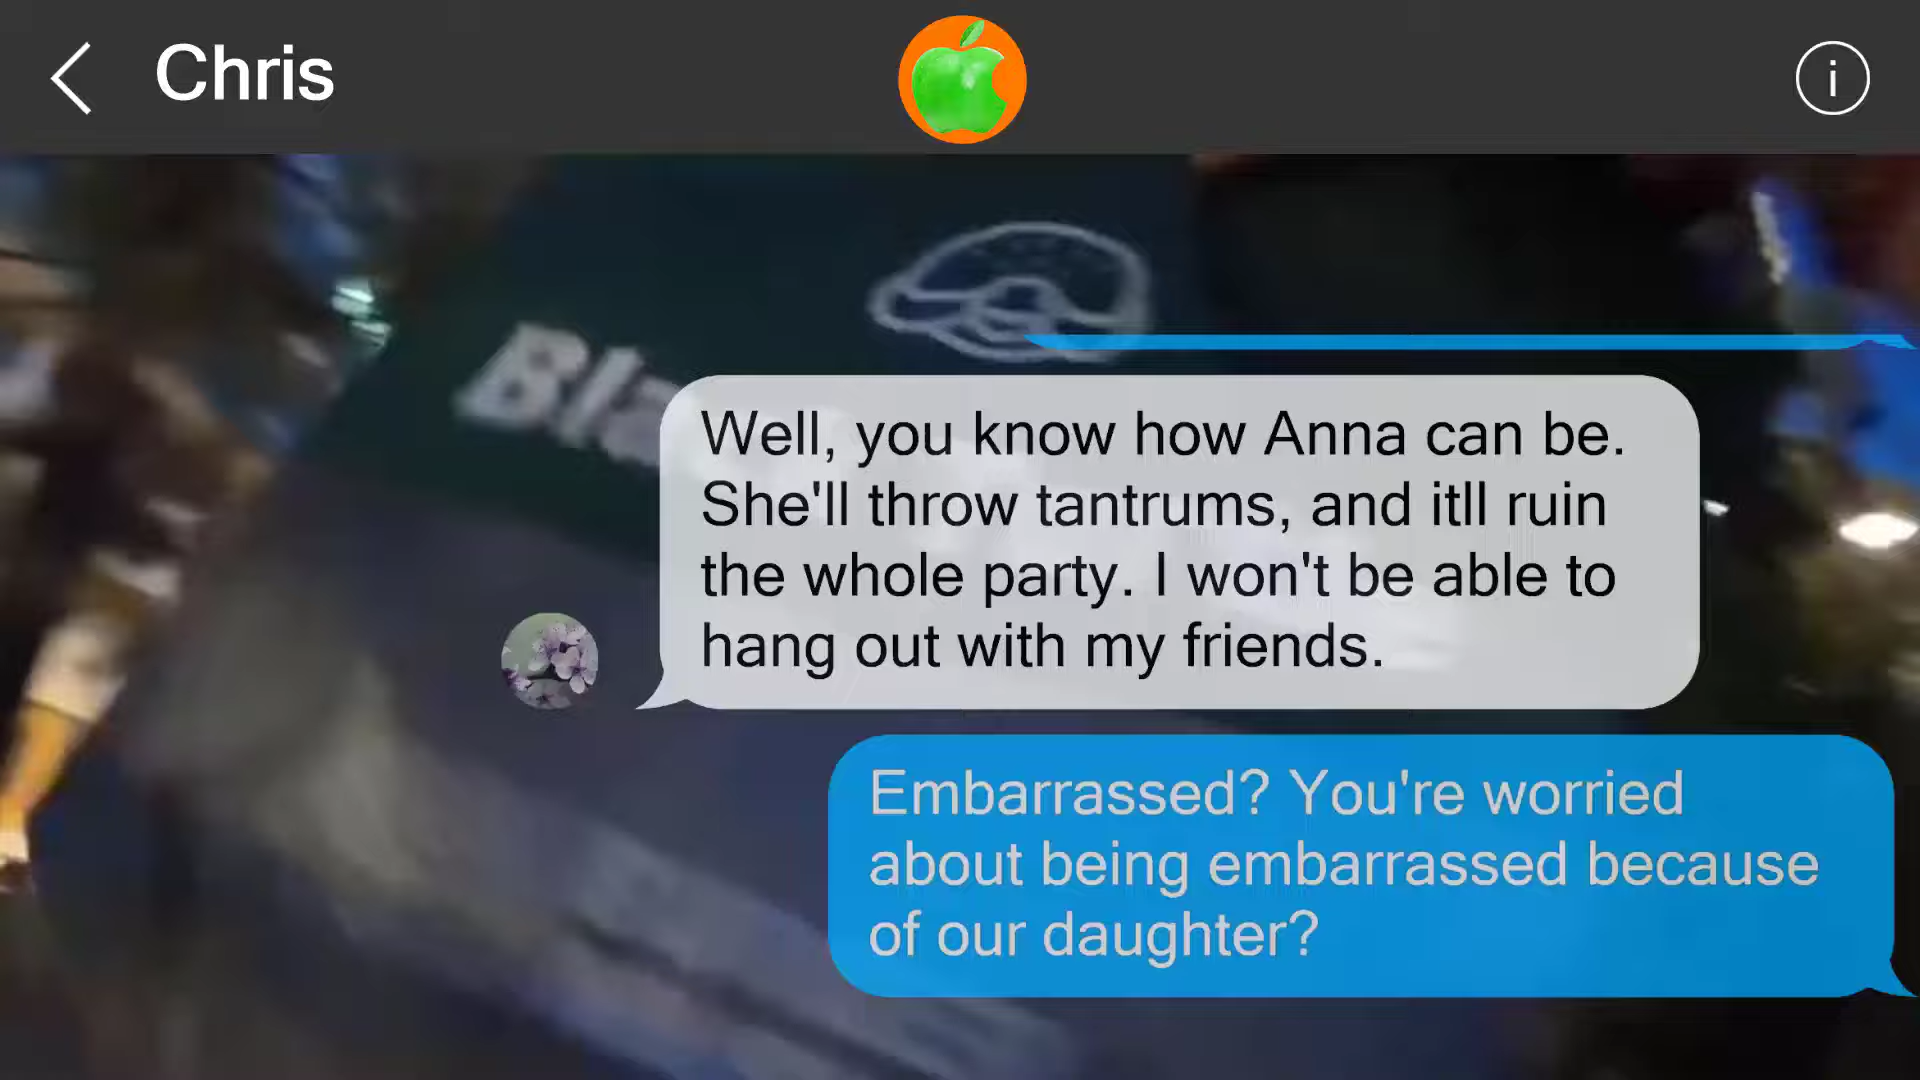 Chris
i
Well, you know how Anna can be.
She'll throw tantrums, and itll ruin
the whole party. I won't be able to
hang out with my friends.
Embarrassed? You're worried
about being embarrassed because
of our daughter?